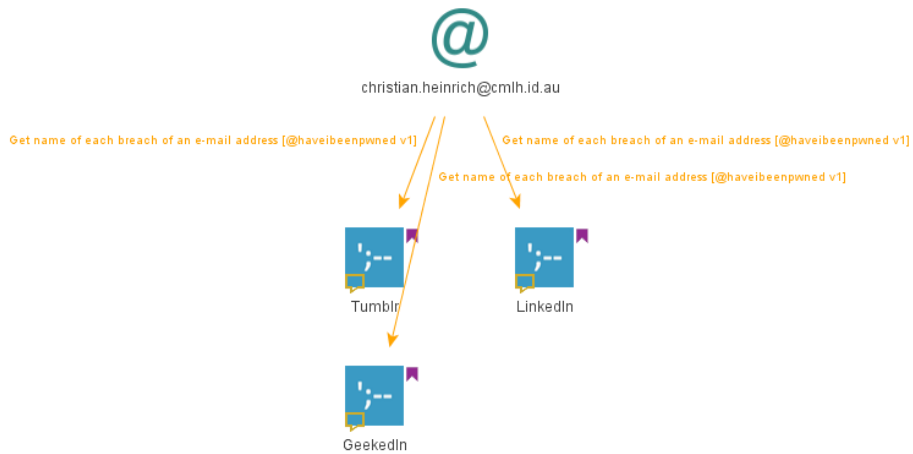 @
christian.heinrich@cmlh.id.au
Get name of each breach of an e-mail address [@haveibeenpwned v1]
Get name of each breach of an e-mail address [@haveibeenpwned v1]
Get name of each breach of an e-mail address [@haveibeenpwned v1]
';--
';--
Tumblr
LinkedIn
';--
GeekedIn